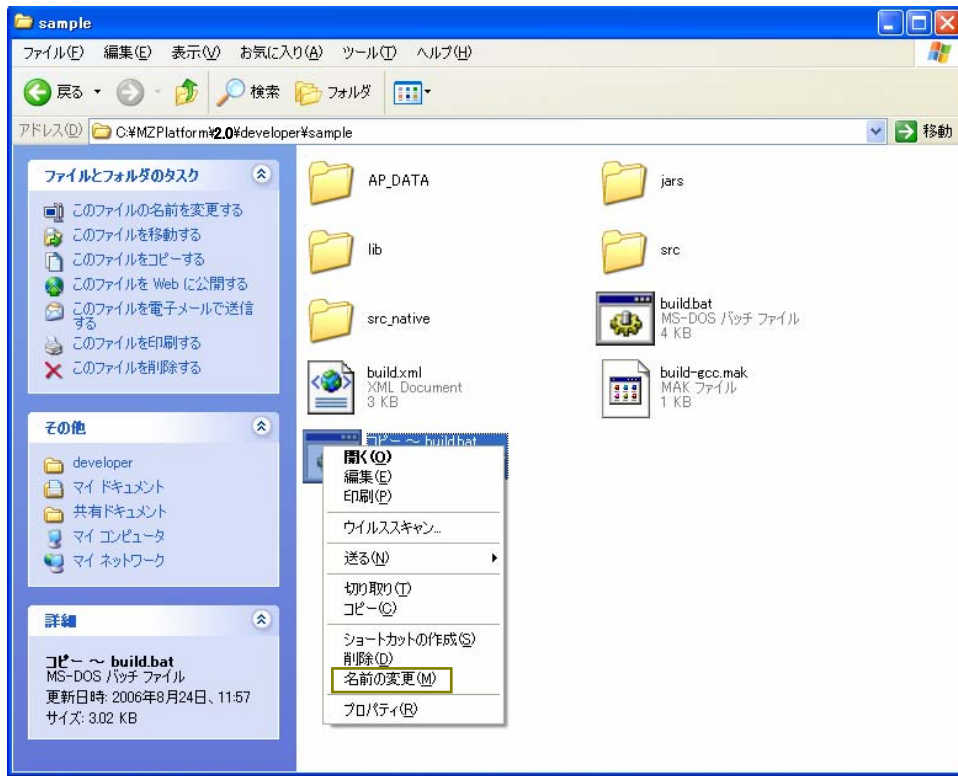 sample
ファイル(F) 編集(E) 表示(V) お気に入り(A) ツール(T) ヘルプ(H)
戻る 検索 フォルダ
アドレス(D) C:¥MZPlatform¥2.0¥developer¥sample 移動
ファイルとフォルダのタスク
このファイルの名前を変更する
このファイルを移動する
このファイルをコピーする
このファイルを Web に公開する
このファイルを電子メールで送信
する
このファイルを印刷する
このファイルを削除する
その他
developer
マイ ドキュメント
共有ドキュメント
マイ コンピュータ
マイ ネットワーク
詳細
コピー ~ build.bat
MS-DOS バッチ ファイル
更新日時: 2006年8月24日、11:57
サイズ: 3.02 KB
AP_DATA
jars
lib
src
src_native
build.bat
MS-DOS バッチ ファイル
4 KB
build.xml
XML Document
3 KB
build-gcc.mak
MAK ファイル
1 KB
コピー ~ build.bat
開く(O)
編集(E)
印刷(P)
ウイルススキャン...
送る(N)
切り取り(T)
コピー(C)
ショートカットの作成(S)
削除(D)
名前の変更(M)
プロパティ(R)